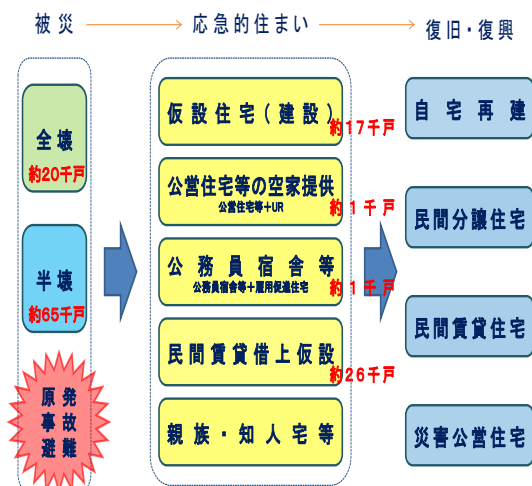 被災
応急的住まい
復旧・復興
全壊
約20千戸
半壊
約65千戸
原発
事故
避難
仮設住宅(建設)
約17千戸
公営住宅等の空家提供
公営住宅等+UR
約1千戸
公務員宿舎等
公務員宿舎等+雇用促進住宅
約1千戸
民間賃貸借上仮設
約26千戸
親族・知人宅等
自宅再建
民間分譲住宅
民間賃貸住宅
災害公営住宅